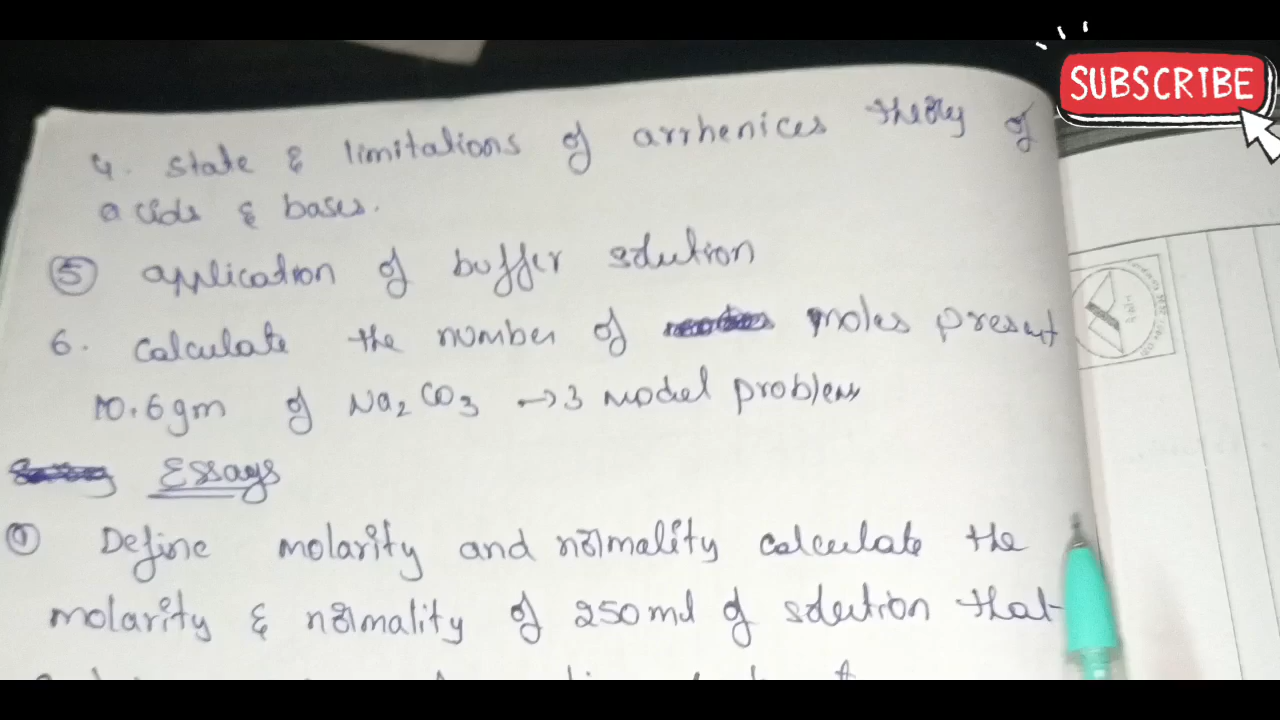 SUBSCRIBE
4. State & limitations of arrhenices theory of
acids & bases.
5 application of buffer solution
6. calculate the number of moles present
10.6gm of Na2CO3 → 3 model problems
Essays
1 Define molarity and normality calculate the
molarity & normality of 250ml of solution that